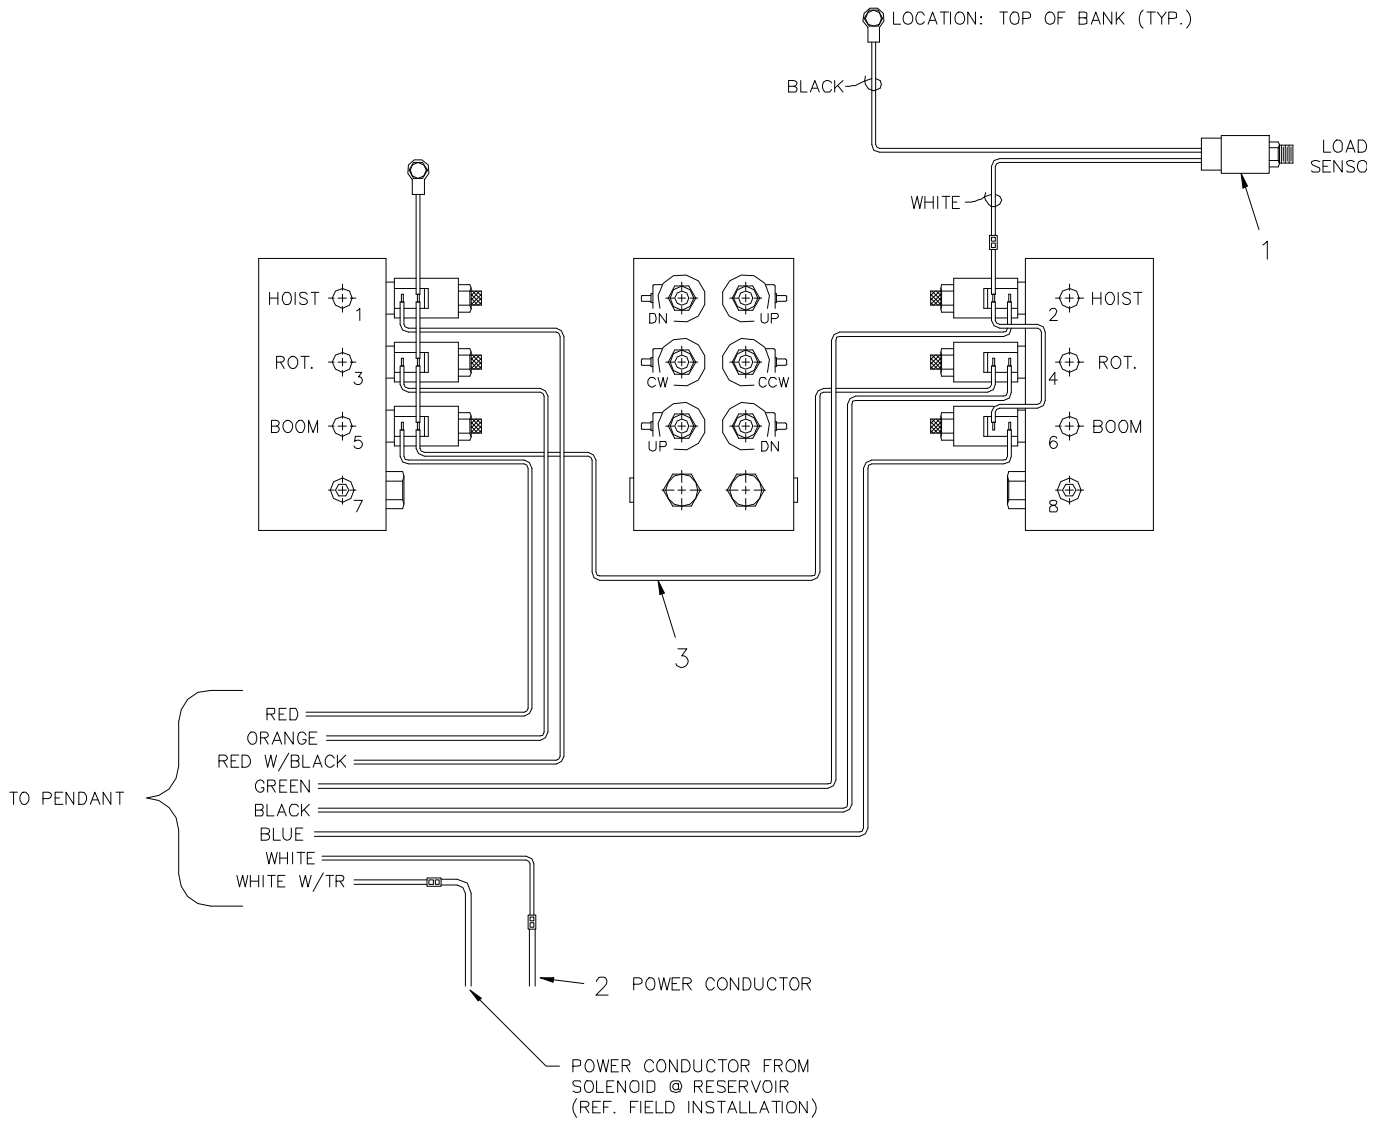 LOCATION: TOP OF BANK (TYP.)
BLACK
LOAD
SENSO
WHITE
1
HOIST
1
DN
UP
2
HOIST
ROT.
3
CW
CCW
4
ROT.
BOOM
5
UP
DN
6
BOOM
7
8
3
RED
ORANGE
RED W/BLACK
GREEN
TO PENDANT
BLACK
BLUE
WHITE
WHITE W/TR
2 POWER CONDUCTOR
POWER CONDUCTOR FROM
SOLENOID @ RESERVOIR
(REF. FIELD INSTALLATION)